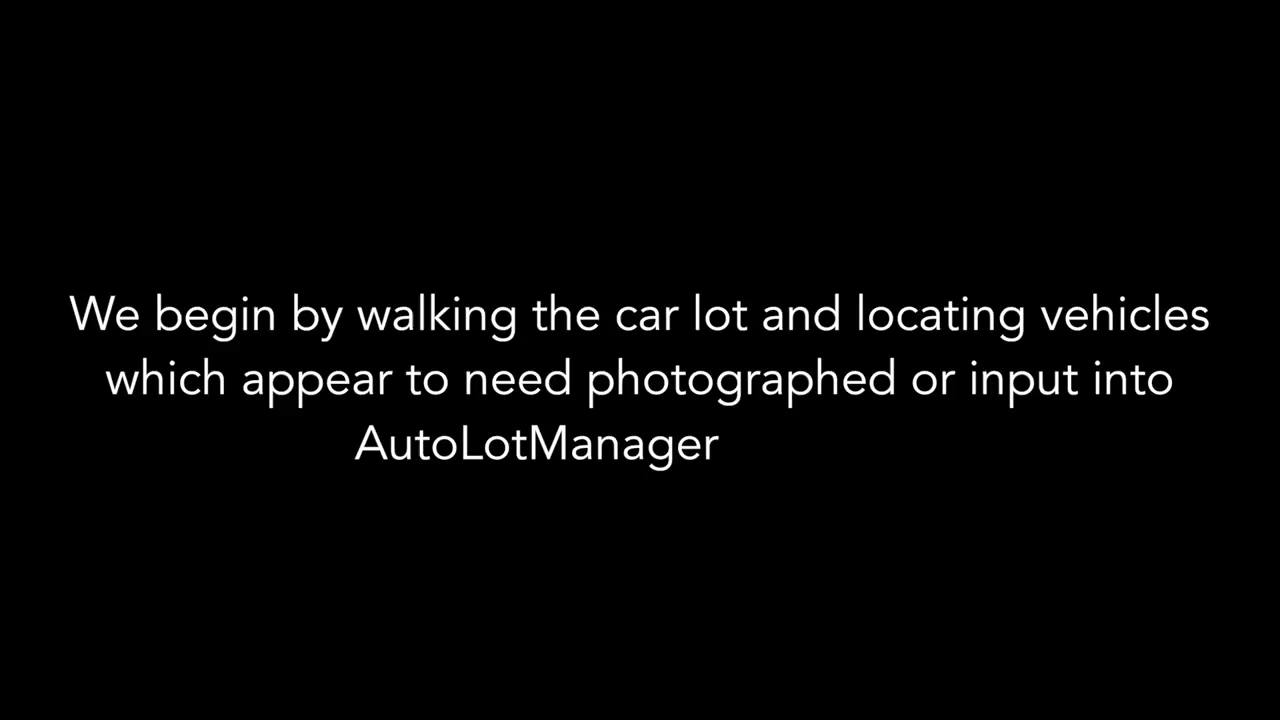 We begin by walking the car lot and locating vehicles
which appear to need photographed or input into
AutoLotManager